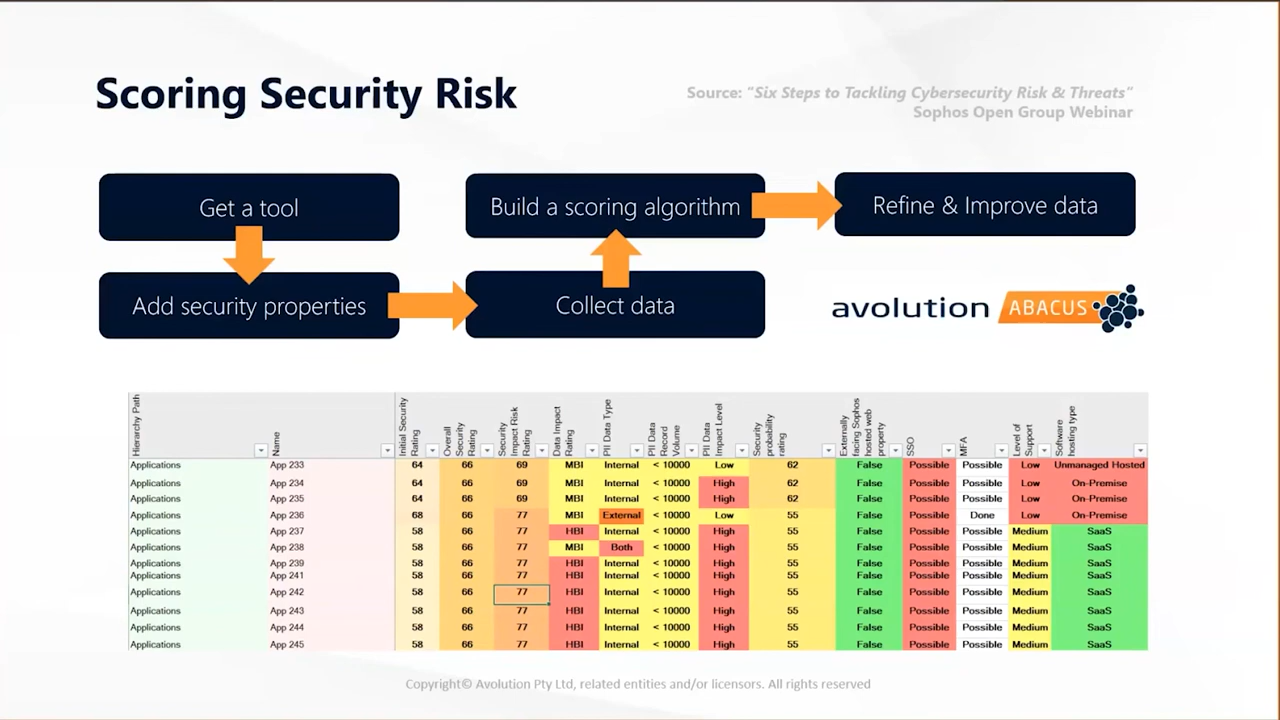 Scoring Security Risk
Source: "Six Steps to Tackling Cybersecurity Risk & Threats"
Sophos Open Group Webinar
Get a tool
Add security properties
Collect data
Build a scoring algorithm
Refine & Improve data
avolution ABACUS
Hierarchy Path
Name
Initial Security
Rating
Overall
Security
Rating
Security
Impact Risk
Rating
Data Impact
Rating
PII Data Type
PII Data
Record
Volume
PII Data
Impact Level
Security
probability
rating
Externally
facing Sophos
hosted web
property
SSO
MFA
Level of
Support
Software
hosting type
Applications App 233 64 66 69 MBI Internal < 10000 Low 62 False Possible Possible Low Unmanaged Hosted
Applications App 234 64 66 69 MBI Internal < 10000 High 62 False Possible Possible Low On-Premise
Applications App 235 64 66 69 MBI Internal < 10000 High 62 False Possible Possible Low On-Premise
Applications App 236 68 66 77 MBI External < 10000 Low 55 False Possible Done Low On-Premise
Applications App 237 58 66 77 HBI Internal < 10000 High 55 False Possible Possible Medium SaaS
Applications App 238 58 66 77 MBI Both < 10000 High 55 False Possible Possible Medium SaaS
Applications App 239 58 66 77 HBI Internal < 10000 High 55 False Possible Possible Medium SaaS
Applications App 241 58 66 77 HBI Internal < 10000 High 55 False Possible Possible Medium SaaS
Applications App 242 58 66 77 HBI Internal < 10000 High 55 False Possible Possible Medium SaaS
Applications App 243 58 66 77 HBI Internal < 10000 High 55 False Possible Possible Medium SaaS
Applications App 244 58 66 77 HBI Internal < 10000 High 55 False Possible Possible Medium SaaS
Applications App 245 58 66 77 HBI Internal < 10000 High 55 False Possible Possible Medium SaaS
Copyright© Avolution Pty Ltd, related entities and/or licensors. All rights reserved